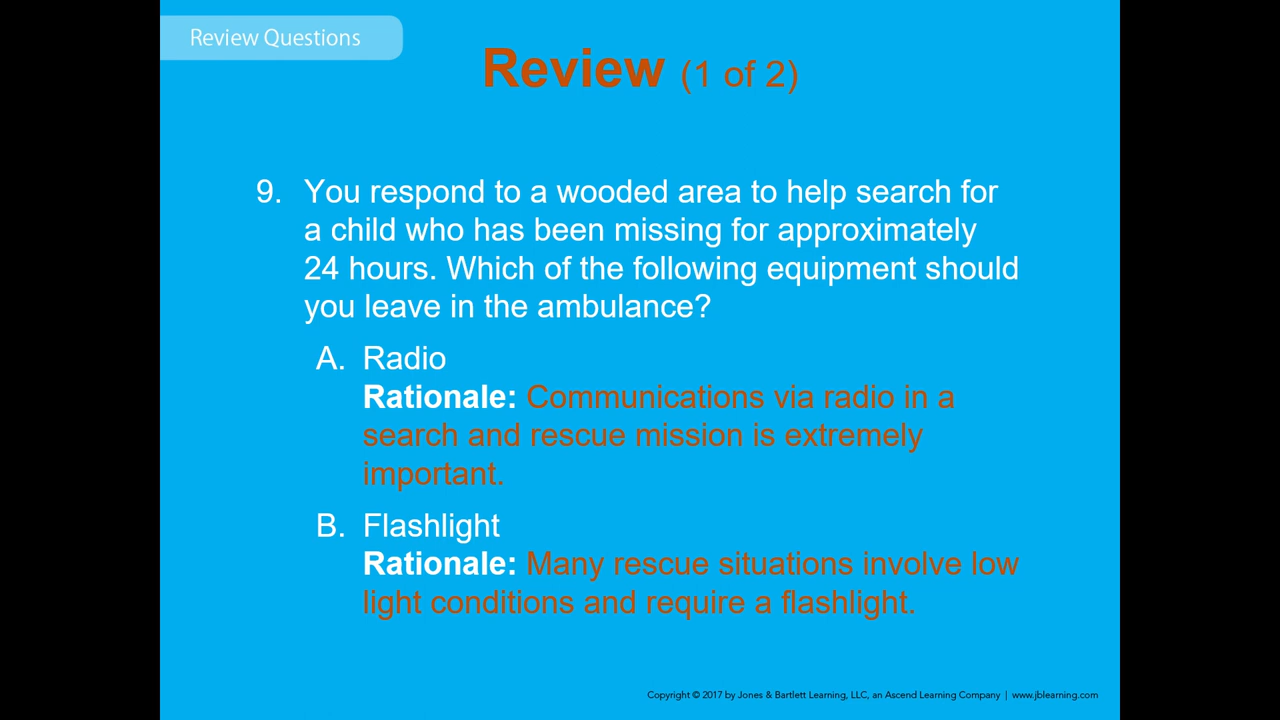 Review Questions
Review (1 of 2)
9. You respond to a wooded area to help search for
a child who has been missing for approximately
24 hours. Which of the following equipment should
you leave in the ambulance?
A. Radio
Rationale: Communications via radio in a
search and rescue mission is extremely
important.
B. Flashlight
Rationale: Many rescue situations involve low
light conditions and require a flashlight.
Copyright © 2017 by Jones & Bartlett Learning, LLC, an Ascend Learning Company | www.jblearning.com